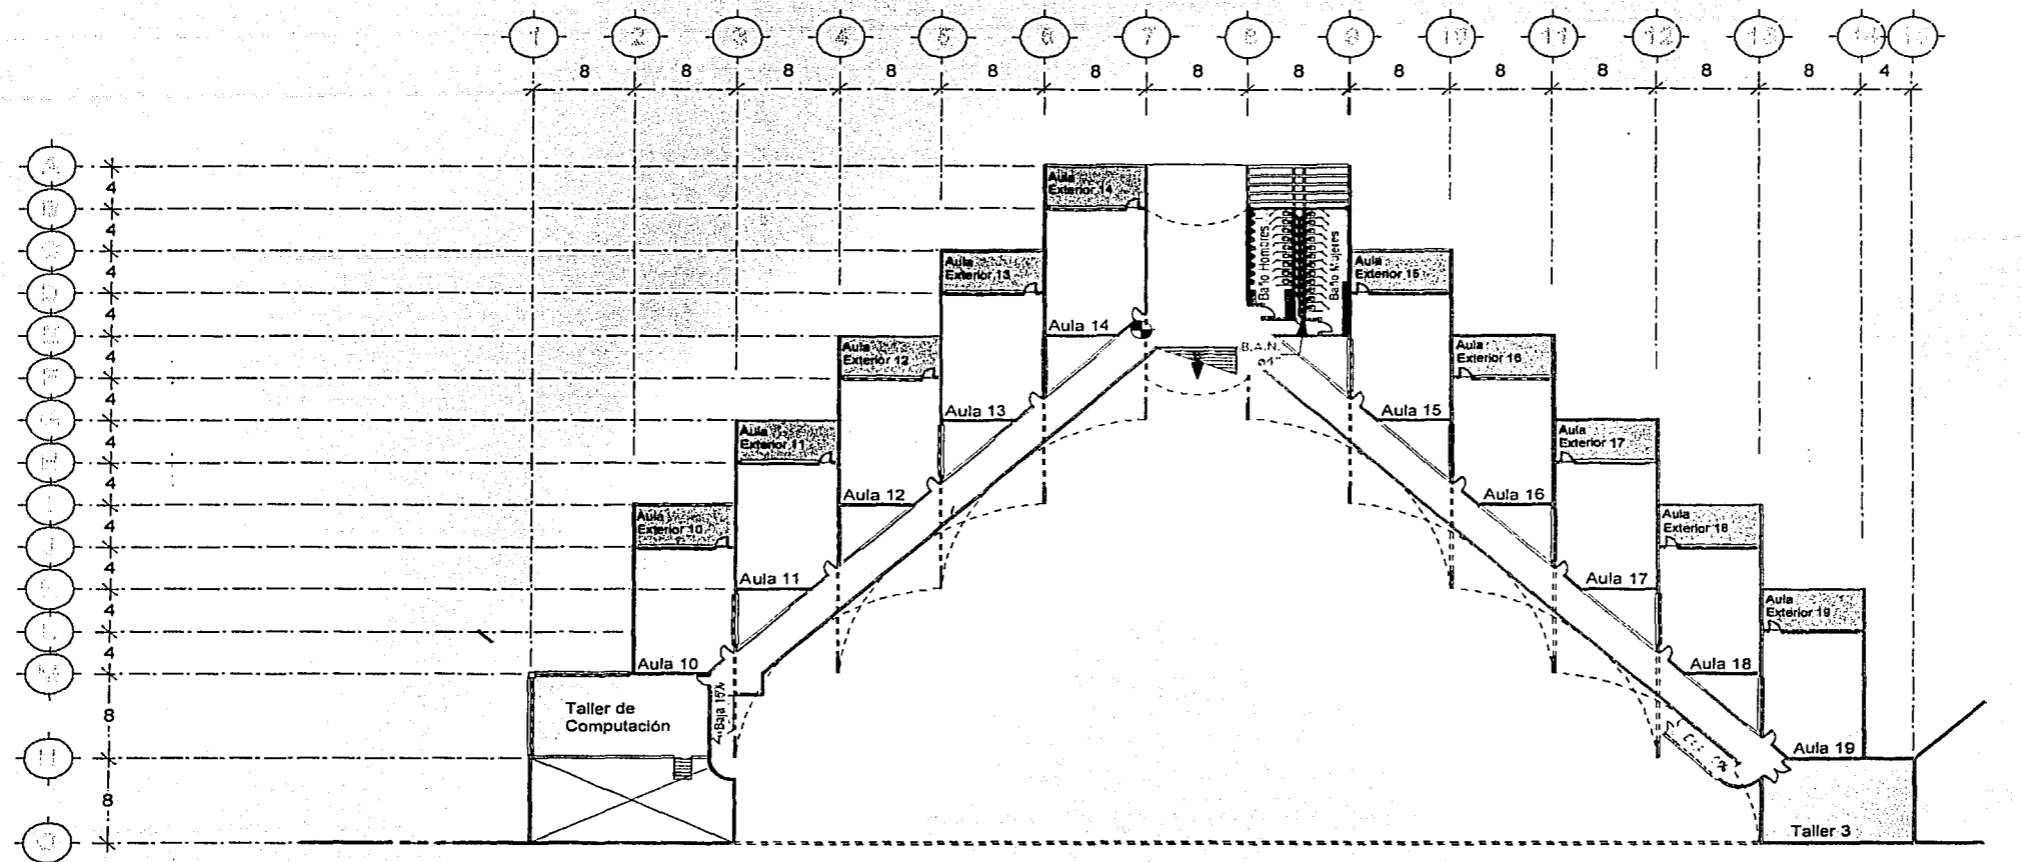 1 2 3 4 5 6 7 8 9 10 11 12 13 14 15
8 8 8 8 8 8 8 8 8 8 8 8 8 4
A
4
4
4
4
4
4
4
4
4
4
4
4
M
8
8
Aula
Exterior 14
Baño Hombres
Baño Mujeres
Aula
Exterior 13
Aula
Exterior 15
Aula 14
B.A.N.
Aula
Exterior 12
Aula
Exterior 16
Aula 13
Aula 15
Aula
Exterior 11
Aula
Exterior 17
Aula 12
Aula 16
Aula
Exterior 10
Aula
Exterior 18
Aula 11
Aula 17
Aula
Exterior 19
Aula 10
Aula 18
Taller de
Computación
Baja 15%
Aula 19
Taller 3